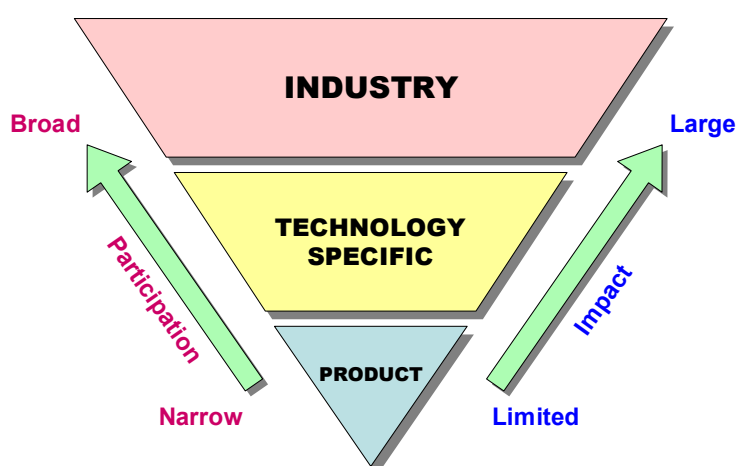 INDUSTRY
Broad
Large
TECHNOLOGY
SPECIFIC
Participation
Impact
PRODUCT
Narrow
Limited